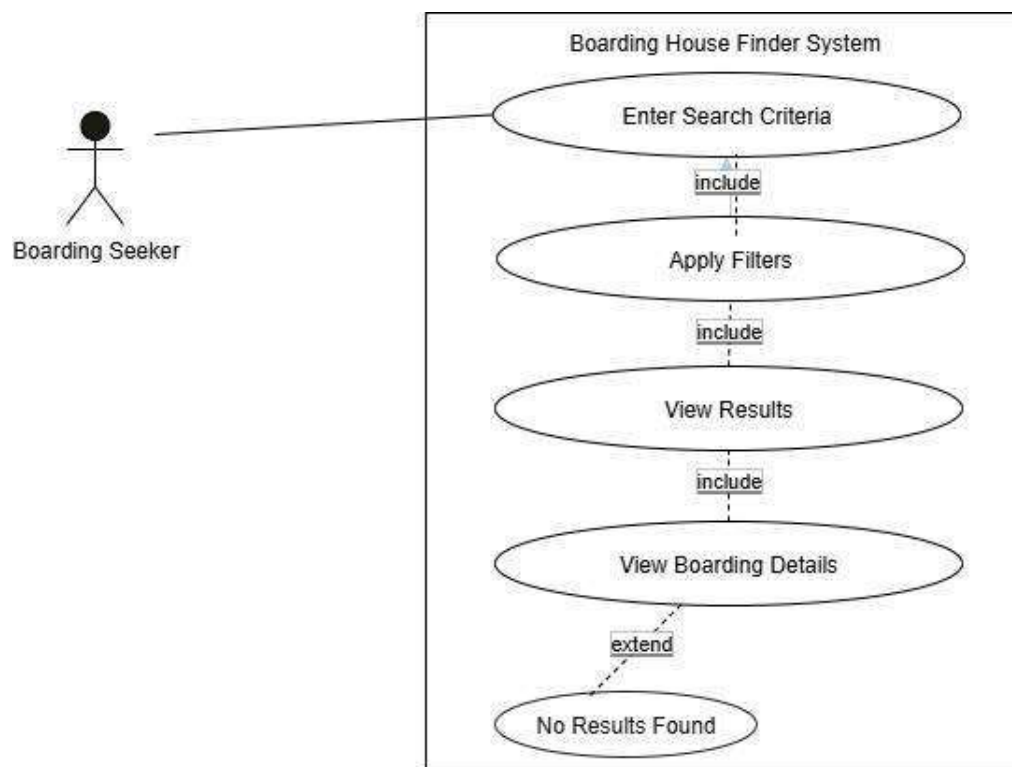 Boarding House Finder System
Enter Search Criteria
include
Boarding Seeker
Apply Filters
include
View Results
include
View Boarding Details
extend
No Results Found